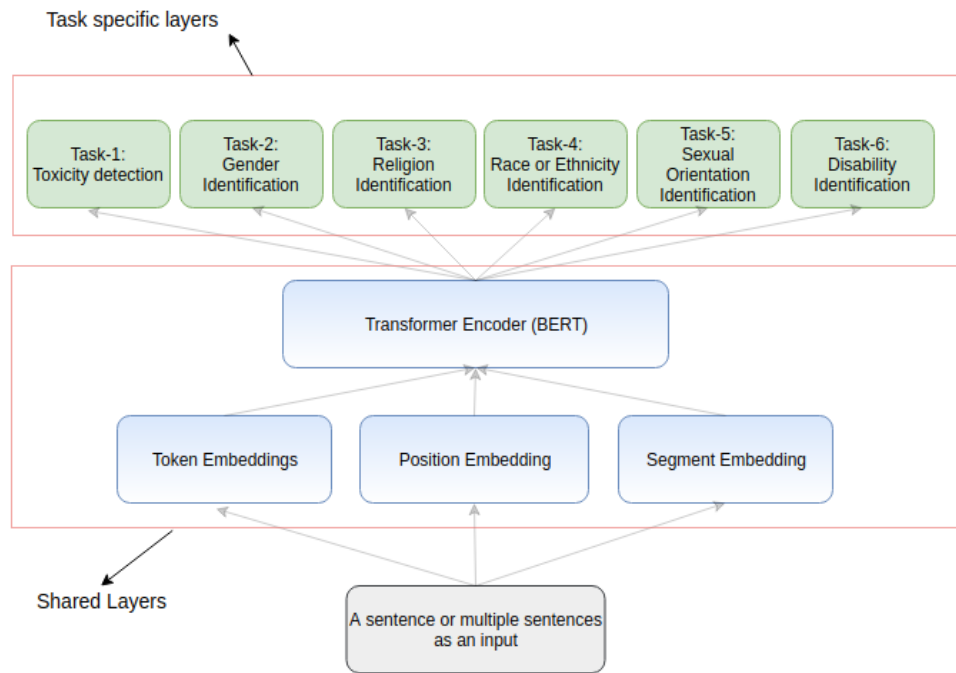 Task specific layers
Task-1:
Toxicity detection
Task-2:
Gender
Identification
Task-3:
Religion
Identification
Task-4:
Race or Ethnicity
Identification
Task-5:
Sexual
Orientation
Identification
Task-6:
Disability
Identification
Transformer Encoder (BERT)
Token Embeddings
Position Embedding
Segment Embedding
Shared Layers
A sentence or multiple sentences
as an input